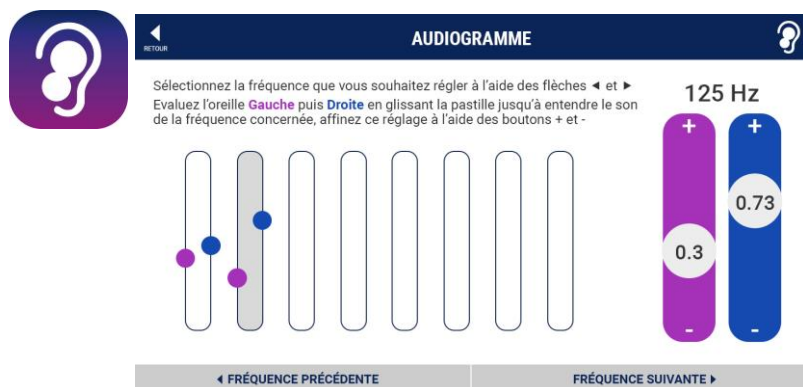 RETOUR
AUDIOGRAMME
Sélectionnez la fréquence que vous souhaitez régler à l'aide des flèches ◄ et ►
Evaluez l'oreille Gauche puis Droite en glissant la pastille jusqu'à entendre le son
de la fréquence concernée, affinez ce réglage à l'aide des boutons + et -
125 Hz
+ +
0.73
0.3
- -
◄ FRÉQUENCE PRÉCÉDENTE
FRÉQUENCE SUIVANTE ►